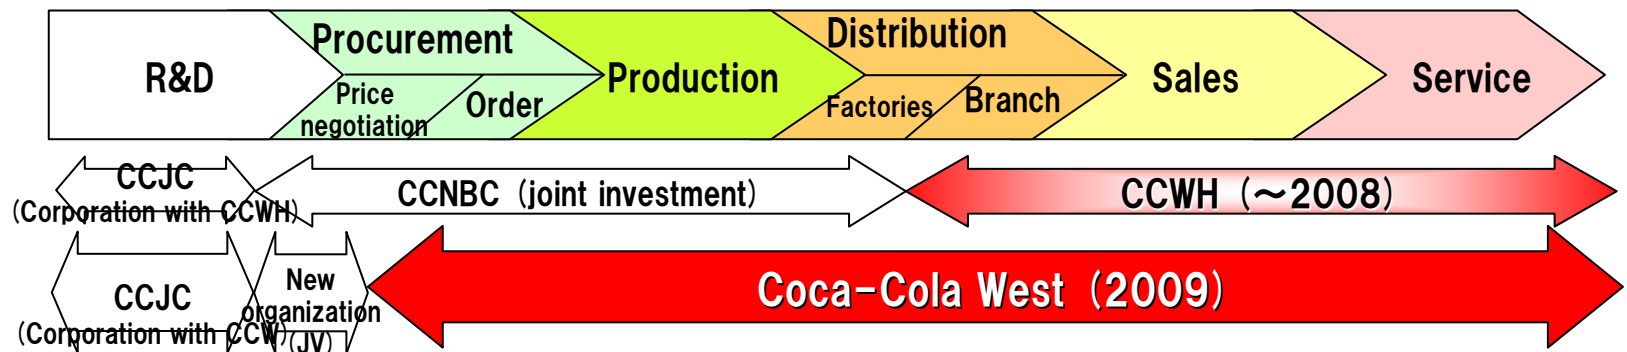 R&D
Procurement
Price
negotiation
Order
Production
Distribution
Factories
Branch
Sales
Service
CCJC
(Corporation with CCWH)
CCNBC (joint investment)
CCWH (～2008)
CCJC
(Corporation with CCW)
New
organization
(JV)
Coca-Cola West (2009)